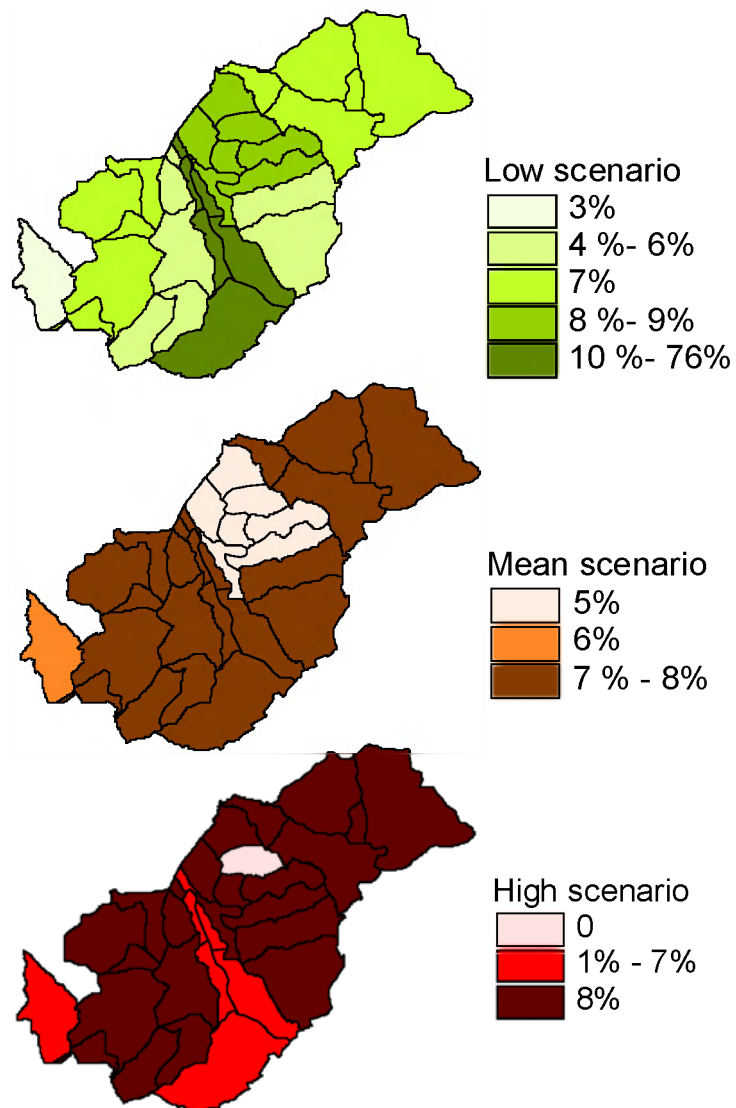 Low scenario
3%
4 %- 6%
7%
8 %- 9%
10 %- 76%
Mean scenario
5%
6%
7 % - 8%
High scenario
0
1% - 7%
8%